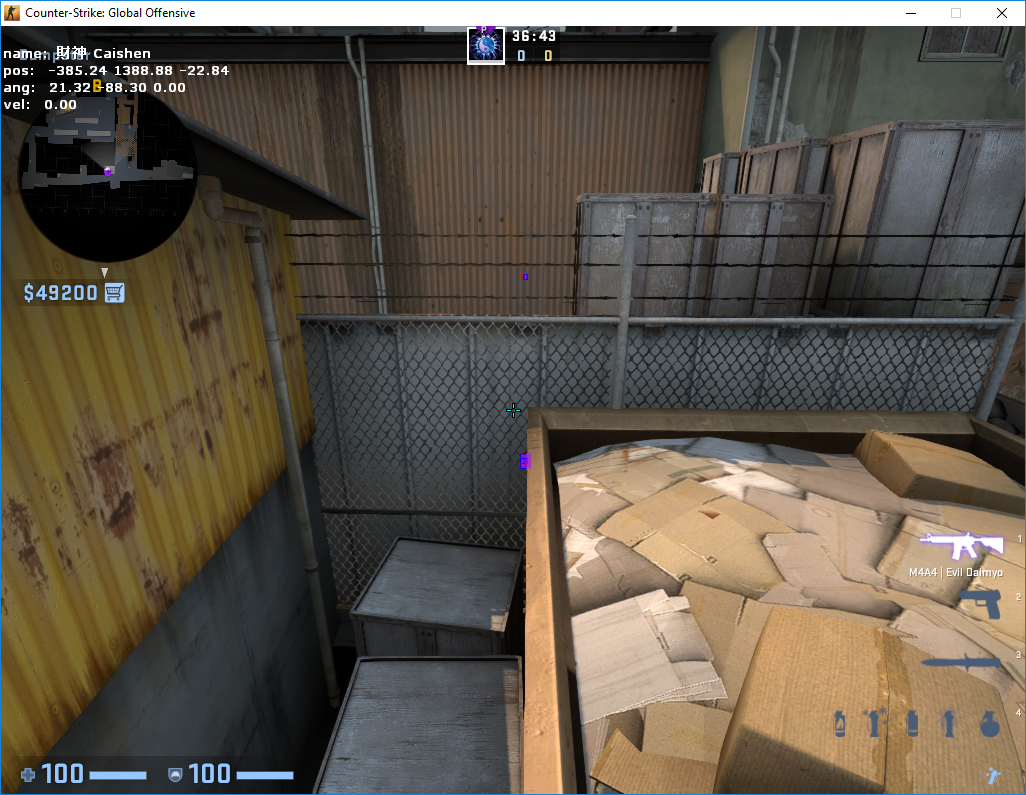 Counter-Strike: Global Offensive
name: 財神 Caishen
pos: -385.24 1388.88 -22.84
ang: 21.32 -88.30 0.00
vel: 0.00
B
P
36:43
0 0
$49200
1
M4A4 | Evil Daimyo
2
3
4
100
100